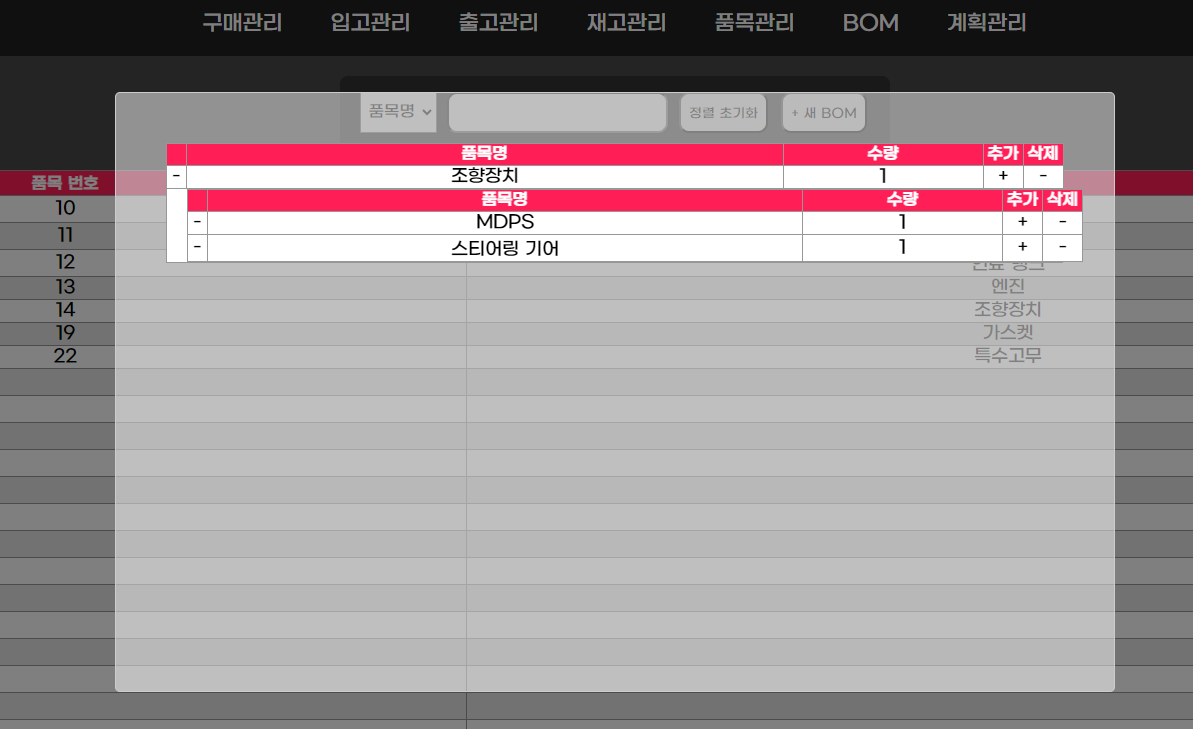 구매관리 입고관리 출고관리 재고관리 품목관리 BOM 계획관리
품목명 정렬 초기화 + 새 BOM
품목명 수량 추가 삭제
- 조향장치 1 + -
품목 번호
품목명 수량 추가 삭제
10
- MDPS 1 + -
11
- 스티어링 기어 1 + -
12
13 엔진
14 조향장치
19 가스켓
22 특수고무